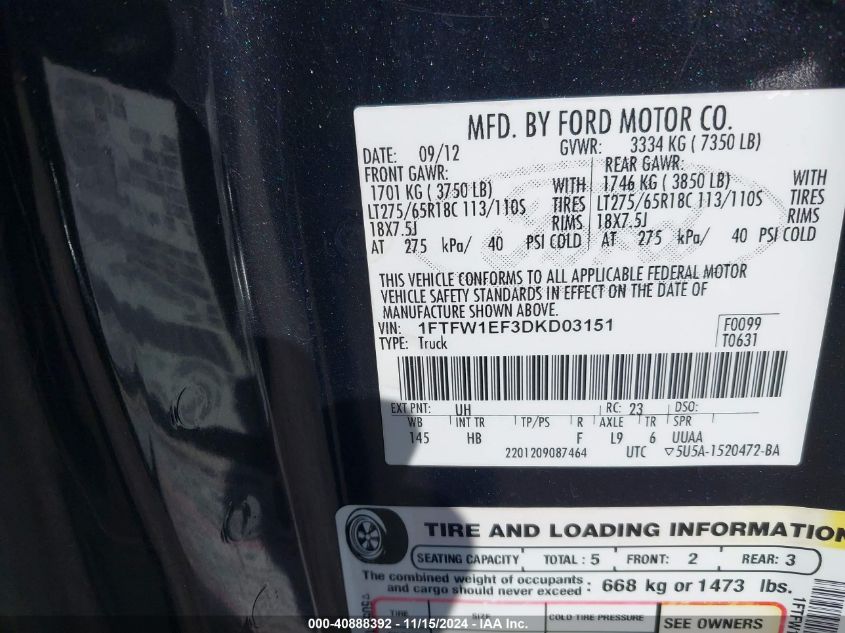 MFD. BY FORD MOTOR CO.
DATE: 09/12 GVWR: 3334 KG ( 7350 LB)
FRONT GAWR: REAR GAWR:
1701 KG ( 3750 LB) WITH 1746 KG ( 3850 LB) WITH
LT275/65R18C 113/110S TIRES LT275/65R18C 113/110S TIRES
18X7.5J RIMS 18X7.5J RIMS
AT 275 kPa/ 40 PSI COLD AT 275 kPa/ 40 PSI COLD
THIS VEHICLE CONFORMS TO ALL APPLICABLE FEDERAL MOTOR
VEHICLE SAFETY STANDARDS IN EFFECT ON THE DATE OF
MANUFACTURE SHOWN ABOVE.
VIN: 1FTFW1EF3DKD03151 F0099
TYPE: Truck T0631
EXT PNT: UH RC: 23 DSO:
WB INT TR TP/PS R AXLE TR SPR
145 HB F L9 6 UUAA
2201209087464 UTC ▽5U5A-1520472-BA
TIRE AND LOADING INFORMATION
SEATING CAPACITY TOTAL : 5 FRONT: 2 REAR: 3
The combined weight of occupants and cargo should never exceed : 668 kg or 1473 lbs.
TIRE SIZE COLD TIRE PRESSURE SEE OWNERS
1FTFW
000-40888392 - 11/15/2024 - IAA Inc.